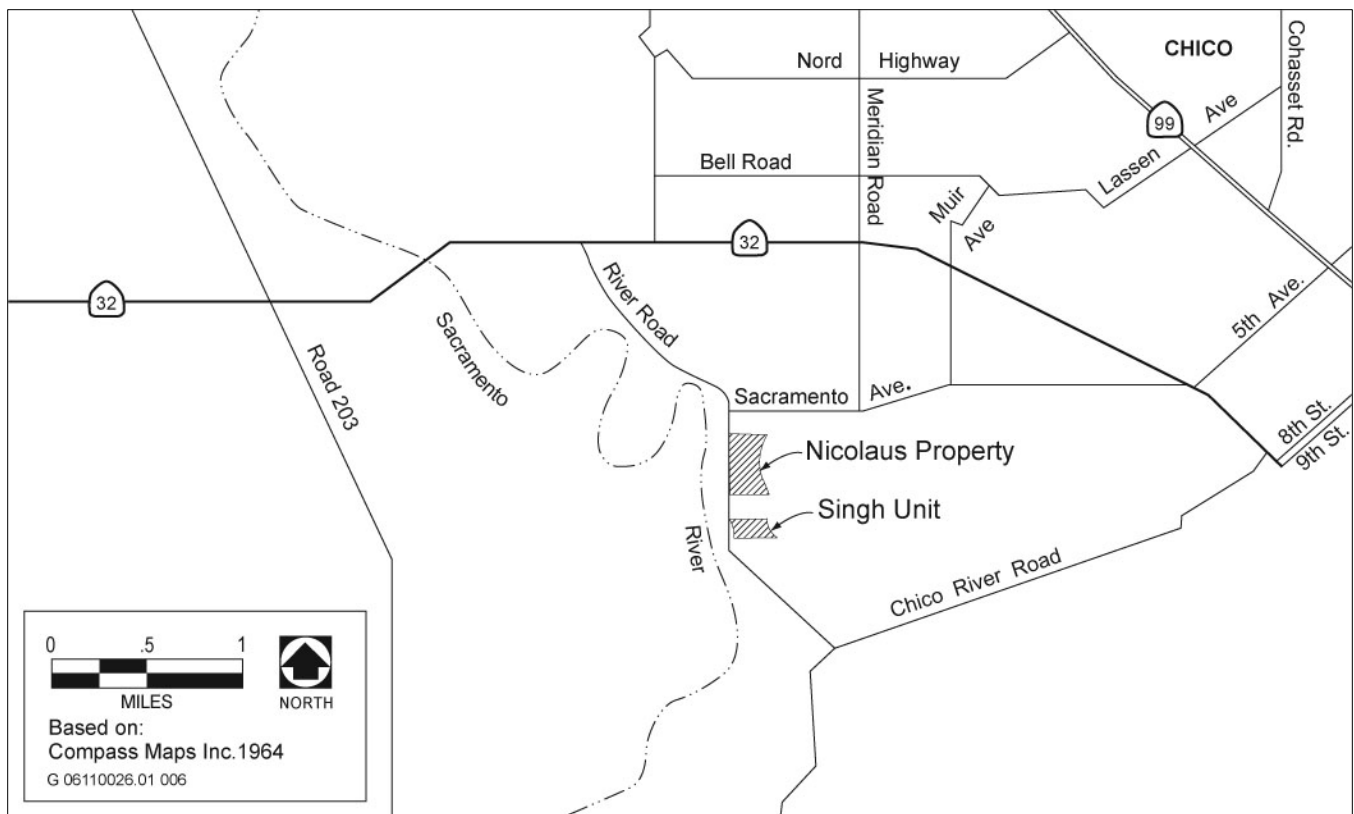 CHICO
Cohasset Rd.
Nord Highway
Meridian Road
99
Lassen Ave
Bell Road
Muir Ave
32
32
River Road
5th Ave.
Sacramento River
Road 203
Sacramento Ave.
8th St.
9th St.
Nicolaus Property
Singh Unit
Chico River Road
0 .5 1
MILES
NORTH
Based on:
Compass Maps Inc.1964
G 06110026.01 006